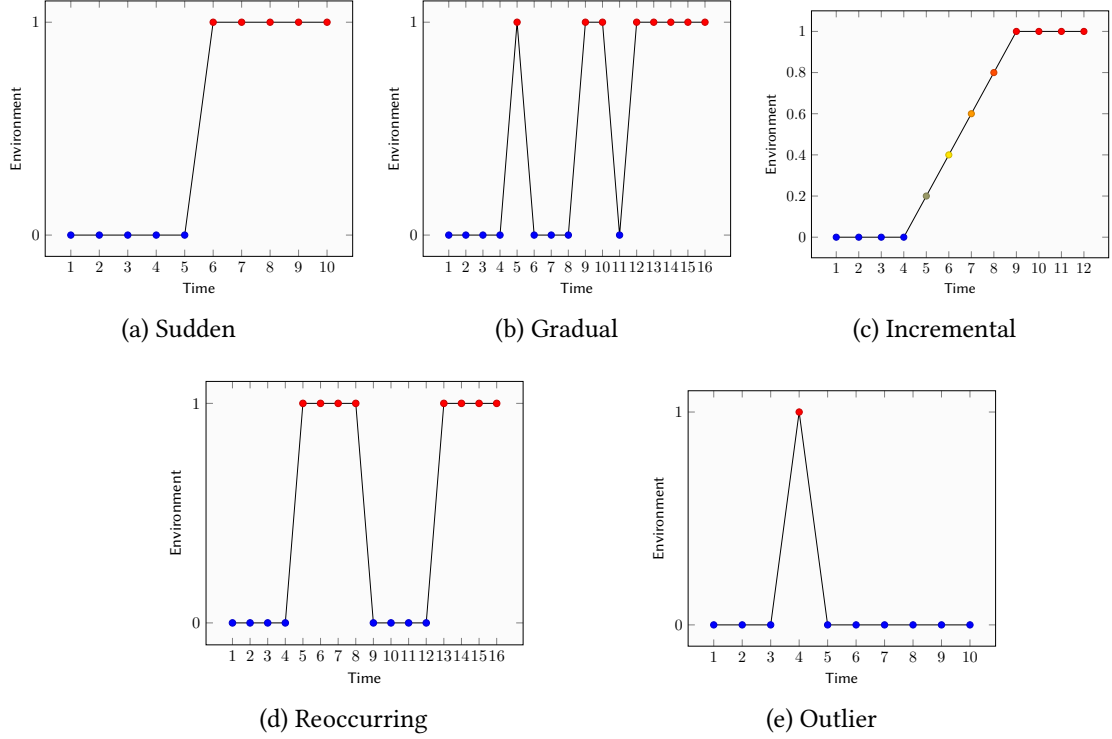 1
0
Environment
1 2 3 4 5 6 7 8 9 10
Time
(a) Sudden
1
0
Environment
1 2 3 4 5 6 7 8 9 10 11 12 13 14 15 16
Time
(b) Gradual
1
0.8
0.6
0.4
0.2
0
Environment
1 2 3 4 5 6 7 8 9 10 11 12
Time
(c) Incremental
1
0
Environment
1 2 3 4 5 6 7 8 9 10 11 12 13 14 15 16
Time
(d) Reoccurring
1
0
Environment
1 2 3 4 5 6 7 8 9 10
Time
(e) Outlier